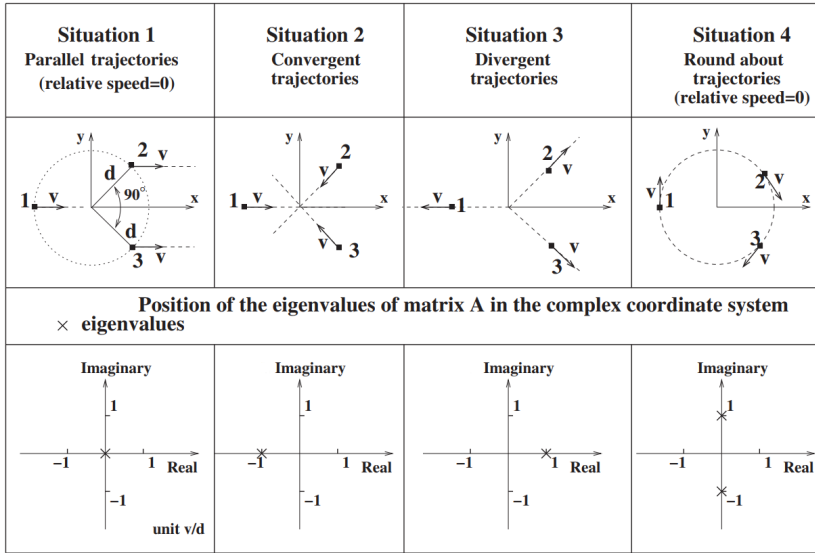 Situation 1
Parallel trajectories
(relative speed=0)
Situation 2
Convergent
trajectories
Situation 3
Divergent
trajectories
Situation 4
Round about
trajectories
(relative speed=0)
y
2
v
d
1
v
90°
x
d
3
v
y
2
v
1
v
x
v
3
y
2
v
v
1
x
v
3
y
v
1
2
v
x
3
v
Position of the eigenvalues of matrix A in the complex coordinate system
× eigenvalues
Imaginary
1
−1
1
Real
−1
unit v/d
Imaginary
1
−1
1
Real
−1
Imaginary
1
−1
1
Real
−1
Imaginary
1
−1
1
Real
−1